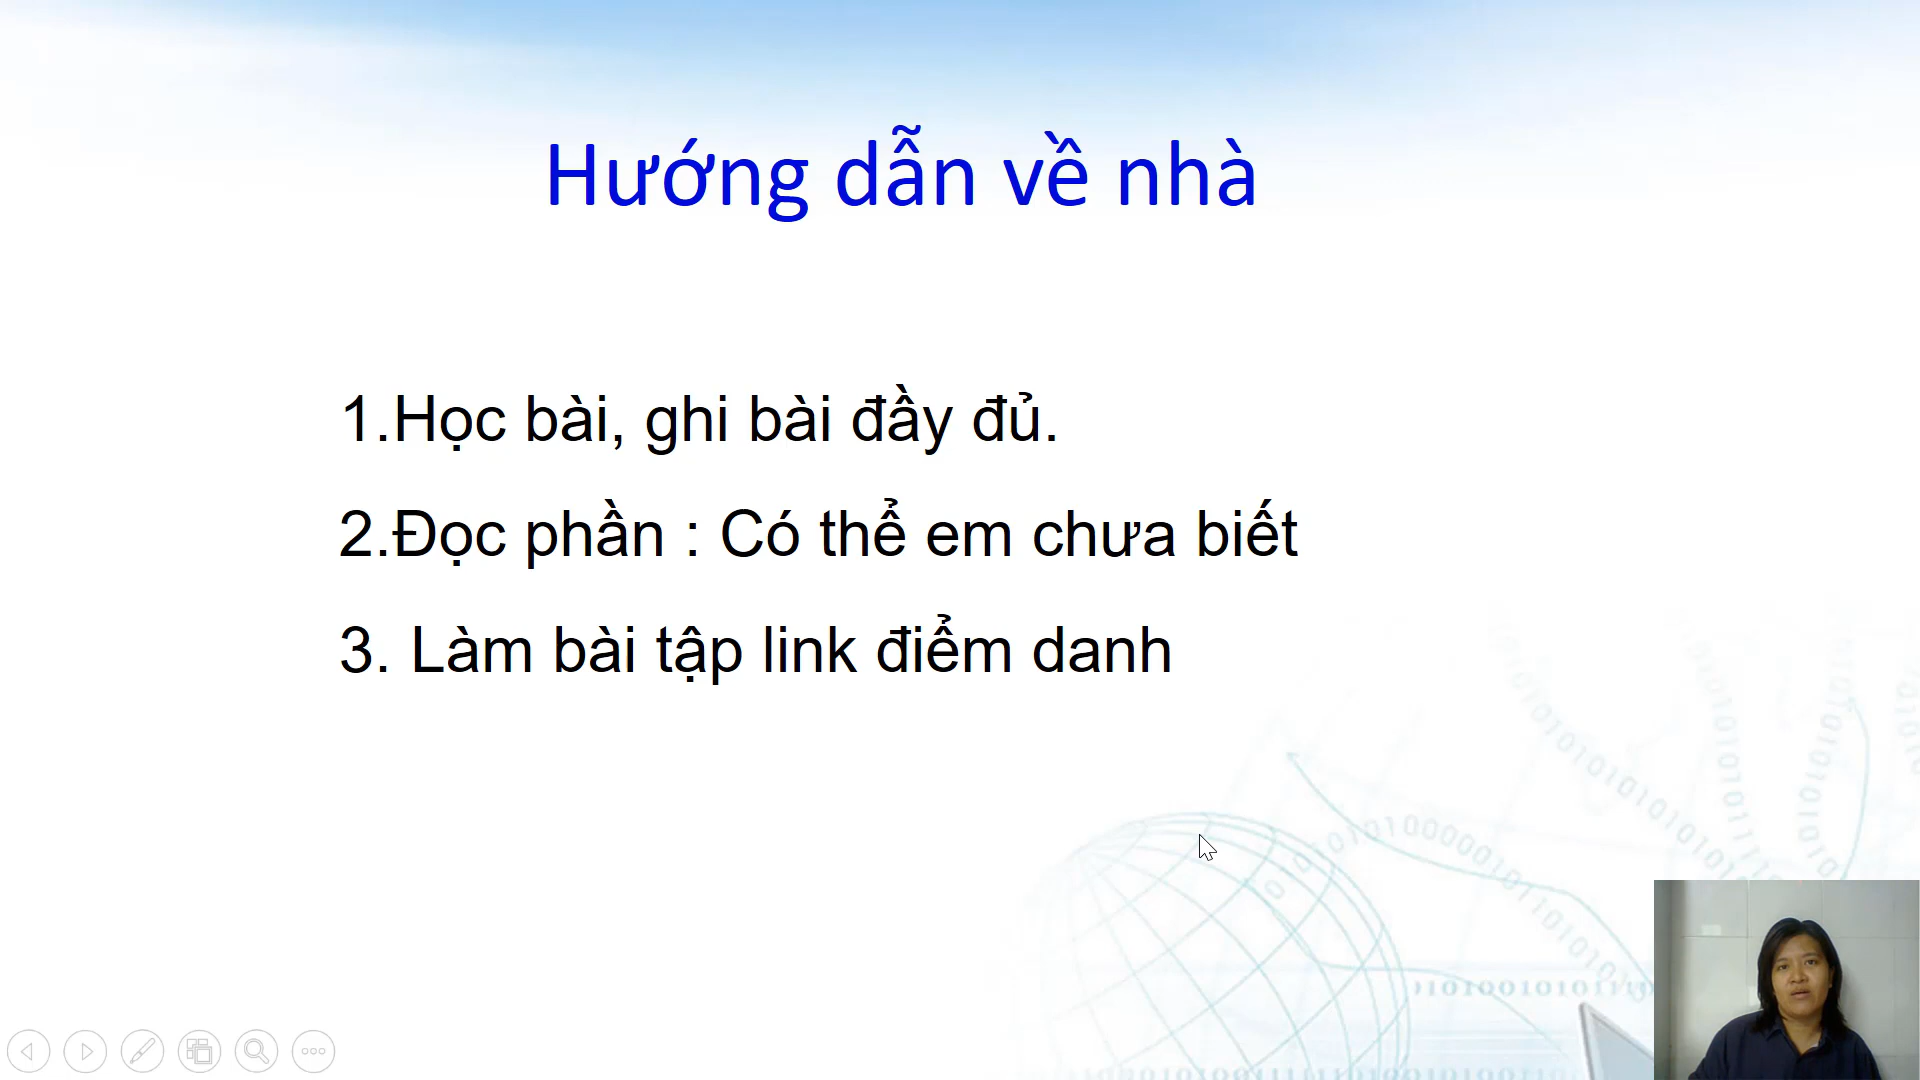 Hướng dẫn về nhà
1.Học bài, ghi bài đầy đủ.
2.Đọc phần : Có thể em chưa biết
3. Làm bài tập link điểm danh